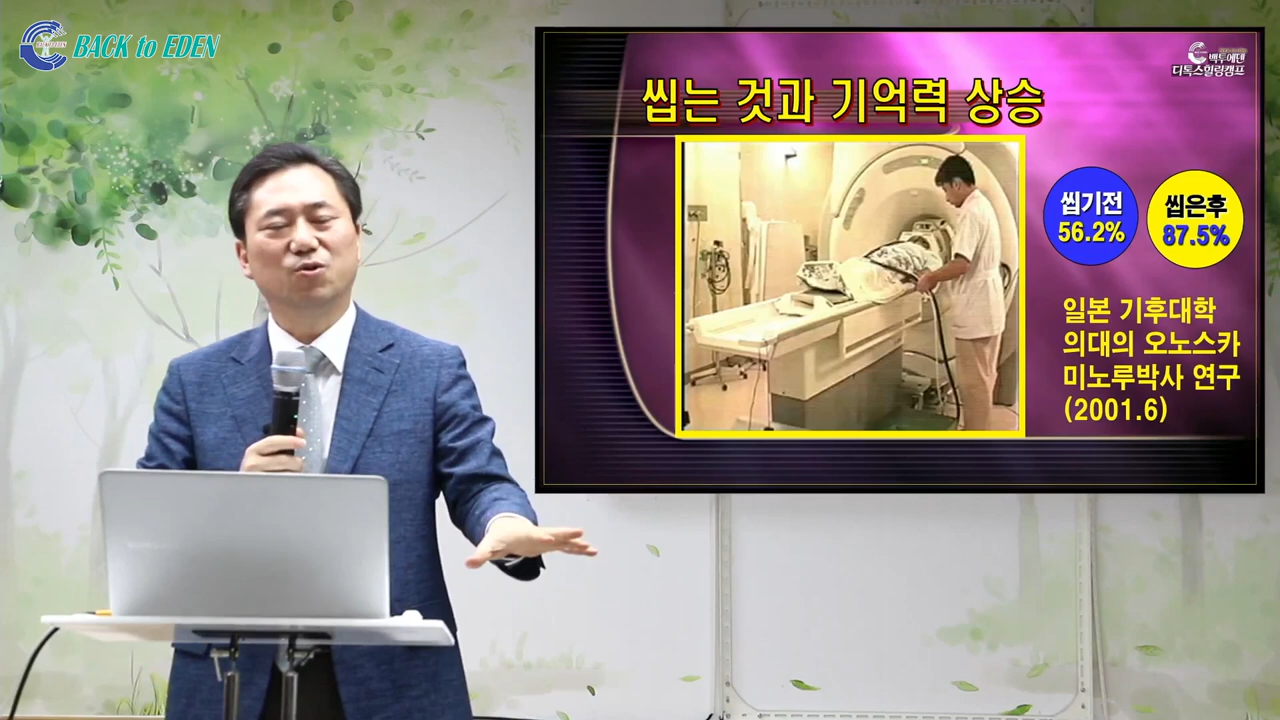 BACK to EDEN
백투에덴
디톡스힐링캠프
씹는 것과 기억력 상승
씹기전
56.2%
씹은후
87.5%
일본 기후대학
의대의 오노스카
미노루박사 연구
(2001.6)